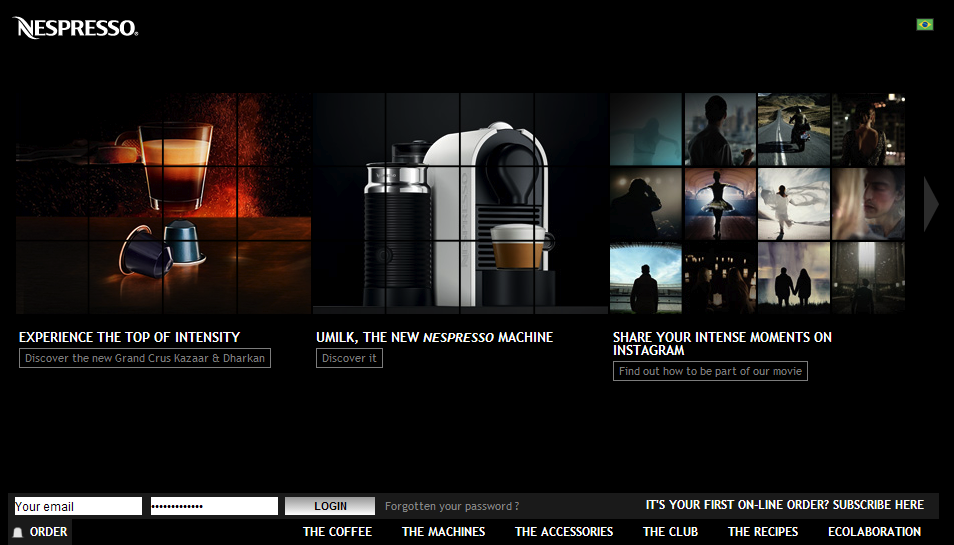 NESPRESSO.
EXPERIENCE THE TOP OF INTENSITY
Discover the new Grand Crus Kazaar & Dharkan
UMILK, THE NEW NESPRESSO MACHINE
Discover it
SHARE YOUR INTENSE MOMENTS ON
INSTAGRAM
Find out how to be part of our movie
Your email
••••••••••••• 
LOGIN
Forgotten your password ?
IT'S YOUR FIRST ON-LINE ORDER? SUBSCRIBE HERE
ORDER
THE COFFEE
THE MACHINES
THE ACCESSORIES
THE CLUB
THE RECIPES
ECOLABORATION